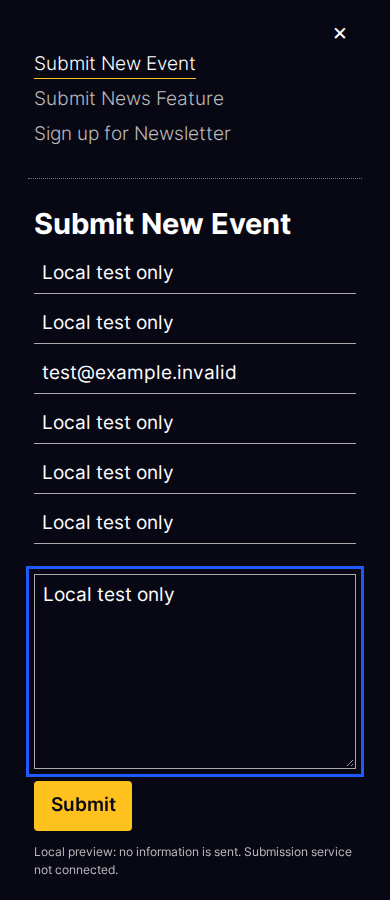 ×
Submit New Event
Submit News Feature
Sign up for Newsletter
Submit New Event
Local test only
Local test only
test@example.invalid
Local test only
Local test only
Local test only
Local test only
Submit
Local preview: no information is sent. Submission service
not connected.